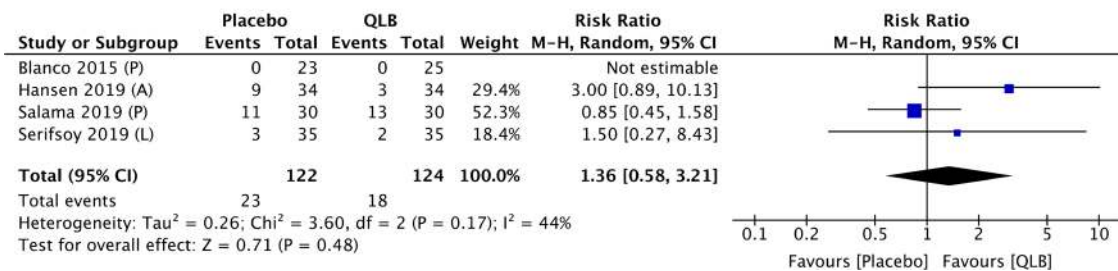 Placebo QLB Risk Ratio Risk Ratio
Study or Subgroup Events Total Events Total Weight M-H, Random, 95% CI M-H, Random, 95% CI
Blanco 2015 (P) 0 23 0 25 Not estimable
Hansen 2019 (A) 9 34 3 34 29.4% 3.00 [0.89, 10.13]
Salama 2019 (P) 11 30 13 30 52.3% 0.85 [0.45, 1.58]
Serifsoy 2019 (L) 3 35 2 35 18.4% 1.50 [0.27, 8.43]
Total (95% CI) 122 124 100.0% 1.36 [0.58, 3.21]
Total events 23 18
Heterogeneity: Tau² = 0.26; Chi² = 3.60, df = 2 (P = 0.17); I² = 44%
Test for overall effect: Z = 0.71 (P = 0.48)
0.1 0.2 0.5 1 2 5 10
Favours [Placebo] Favours [QLB]